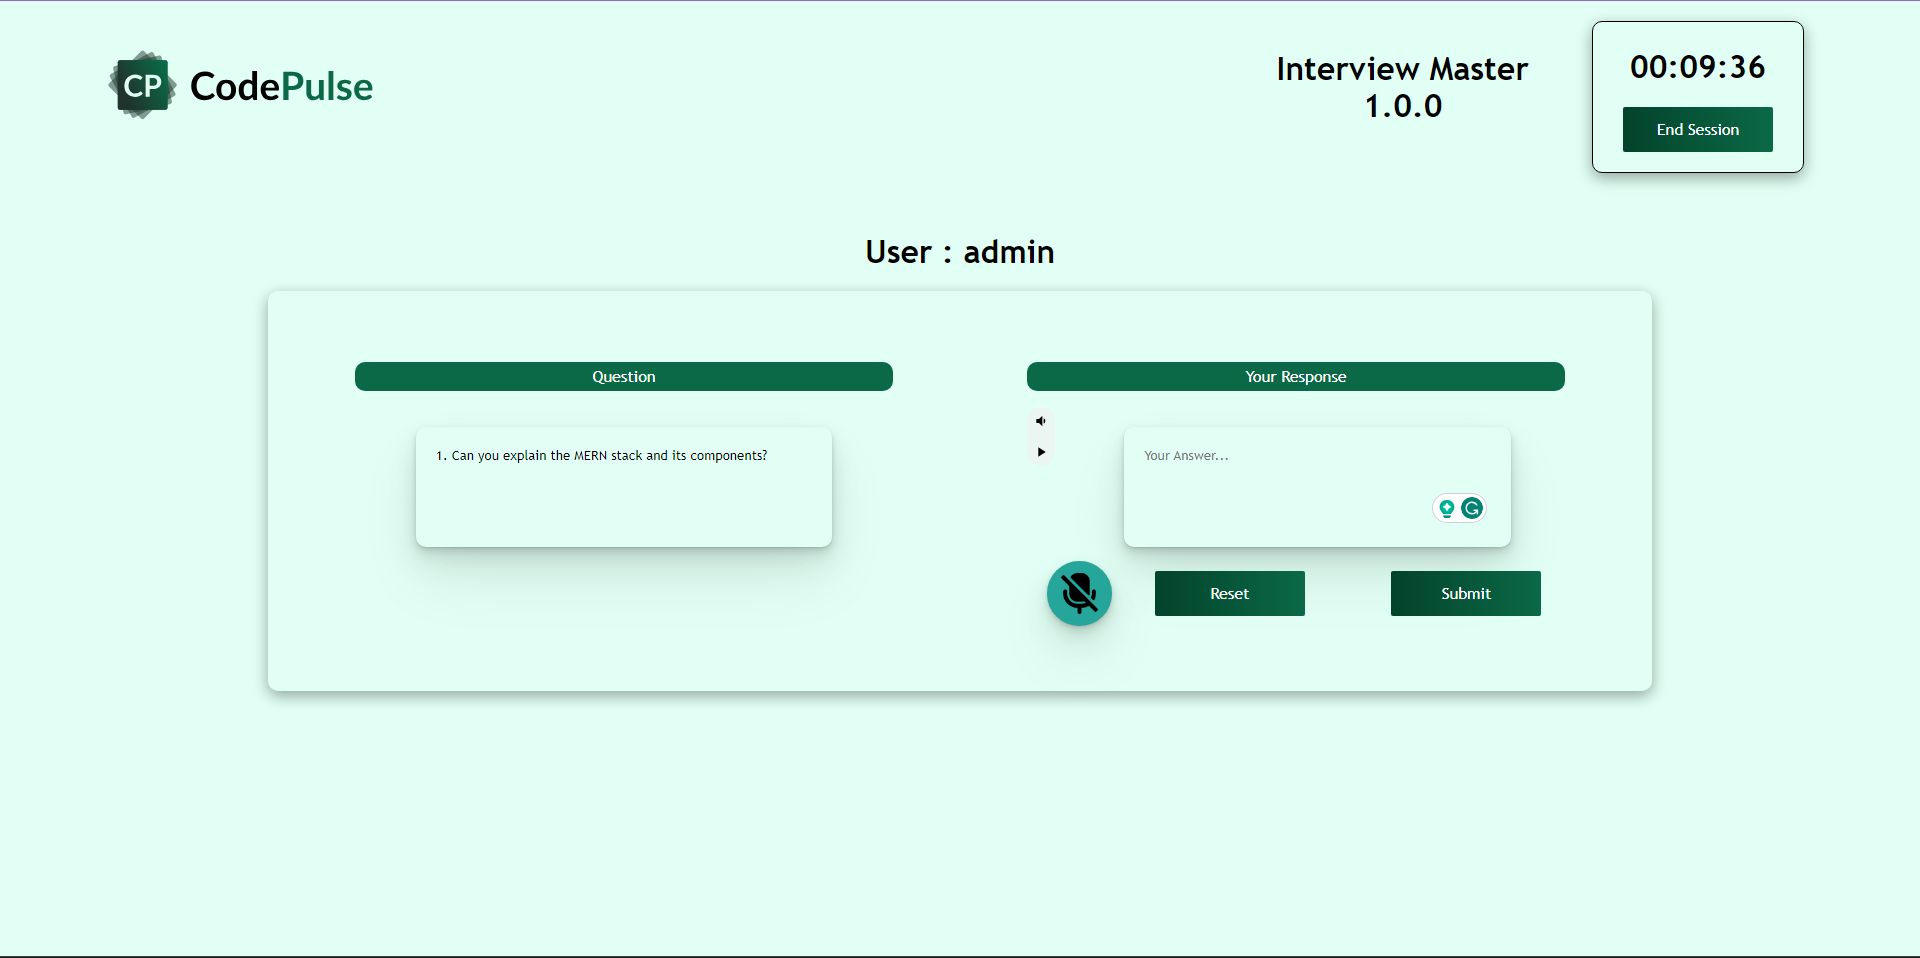 CP CodePulse
Interview Master
1.0.0
00:09:36
End Session
User : admin
Question
1. Can you explain the MERN stack and its components?
Your Response
Your Answer...
Reset
Submit